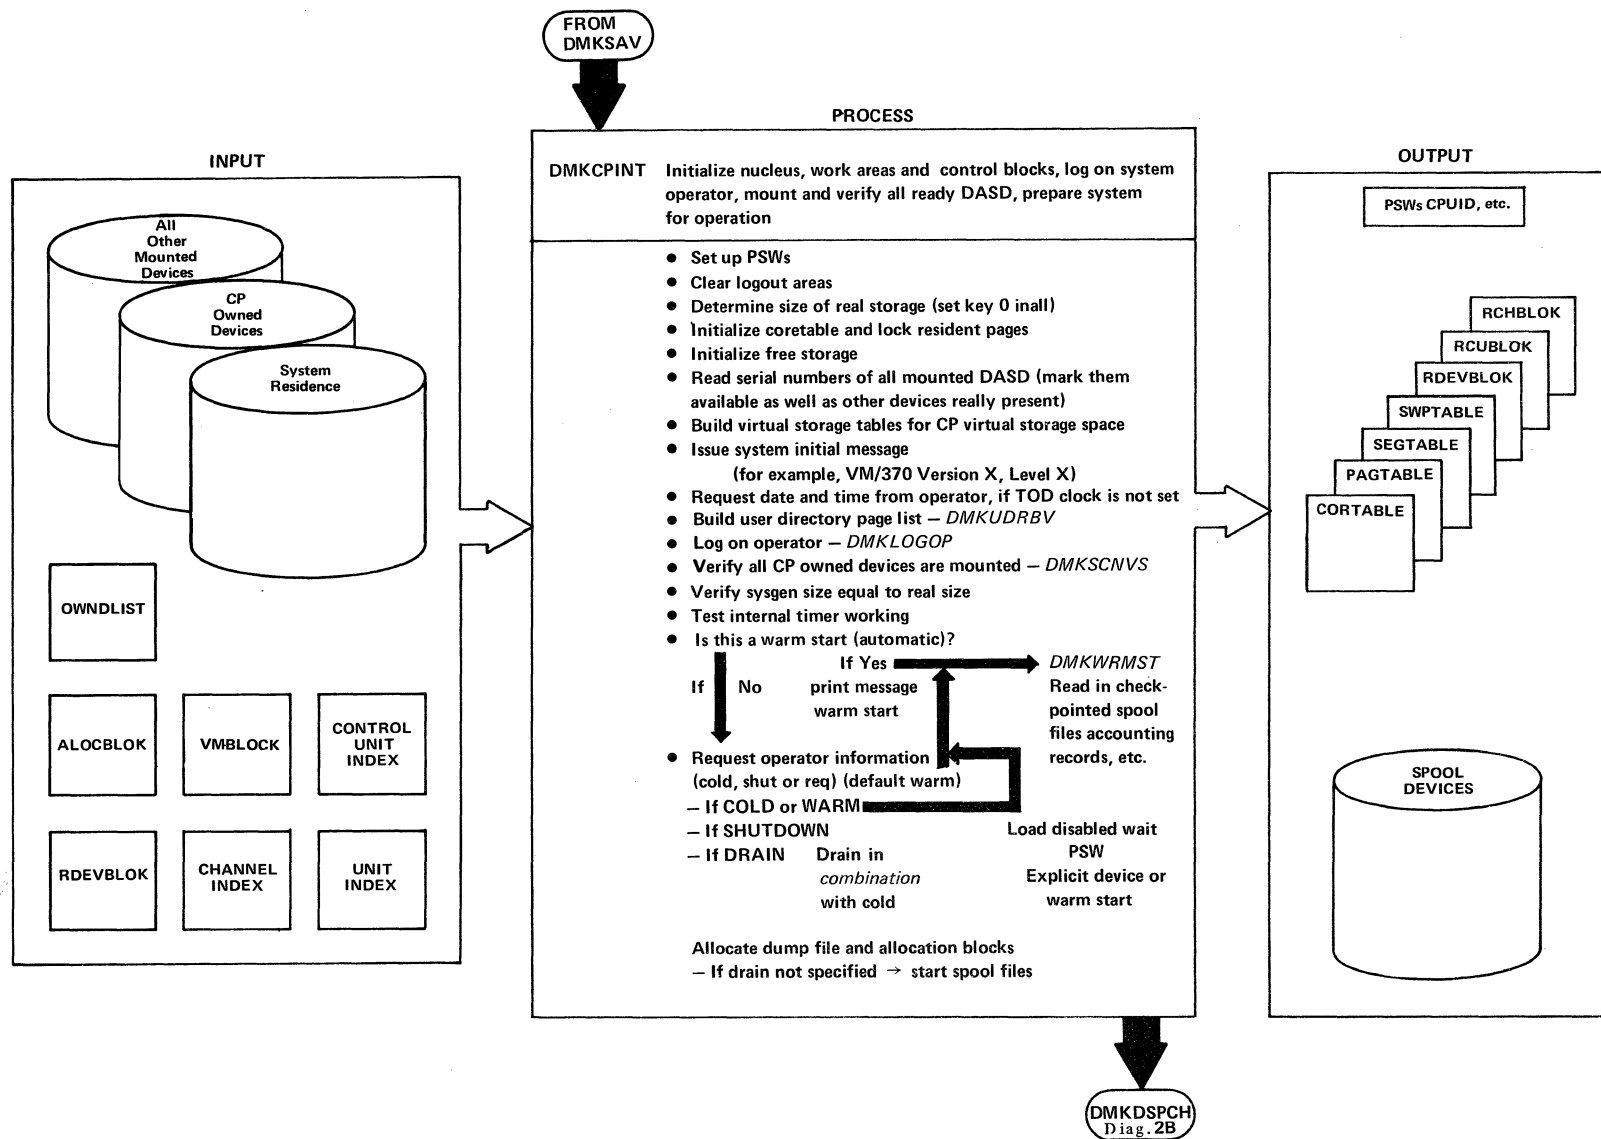 FROM
DMKSAV
PROCESS
INPUT
OUTPUT
DMKCPINT Initialize nucleus, work areas and control blocks, log on system
operator, mount and verify all ready DASD, prepare system
for operation
All
Other
Mounted
Devices
CP
Owned
Devices
System
Residence
OWNDLIST
ALOCBLOK
VMBLOCK
CONTROL
UNIT
INDEX
RDEVBLOK
CHANNEL
INDEX
UNIT
INDEX
• Set up PSWs
• Clear logout areas
• Determine size of real storage (set key 0 inall)
• Initialize coretable and lock resident pages
• Initialize free storage
• Read serial numbers of all mounted DASD (mark them
available as well as other devices really present)
• Build virtual storage tables for CP virtual storage space
• Issue system initial message
(for example, VM/370 Version X, Level X)
• Request date and time from operator, if TOD clock is not set
• Build user directory page list — DMKUDRBV
• Log on operator — DMKLOGOP
• Verify all CP owned devices are mounted — DMKSCNVS
• Verify sysgen size equal to real size
• Test internal timer working
• Is this a warm start (automatic)?
If Yes
print message
warm start
DMKWRMST
Read in check-
pointed spool
files accounting
records, etc.
If No
• Request operator information
(cold, shut or req) (default warm)
— If COLD or WARM
— If SHUTDOWN Load disabled wait
PSW
— If DRAIN Drain in
combination
with cold
Explicit device or
warm start
Allocate dump file and allocation blocks
— If drain not specified → start spool files
PSWs CPUID, etc.
RCHBLOK
RCUBLOK
RDEVBLOK
SWPTABLE
SEGTABLE
PAGTABLE
CORTABLE
SPOOL
DEVICES
DMKDSPCH
Diag. 2B